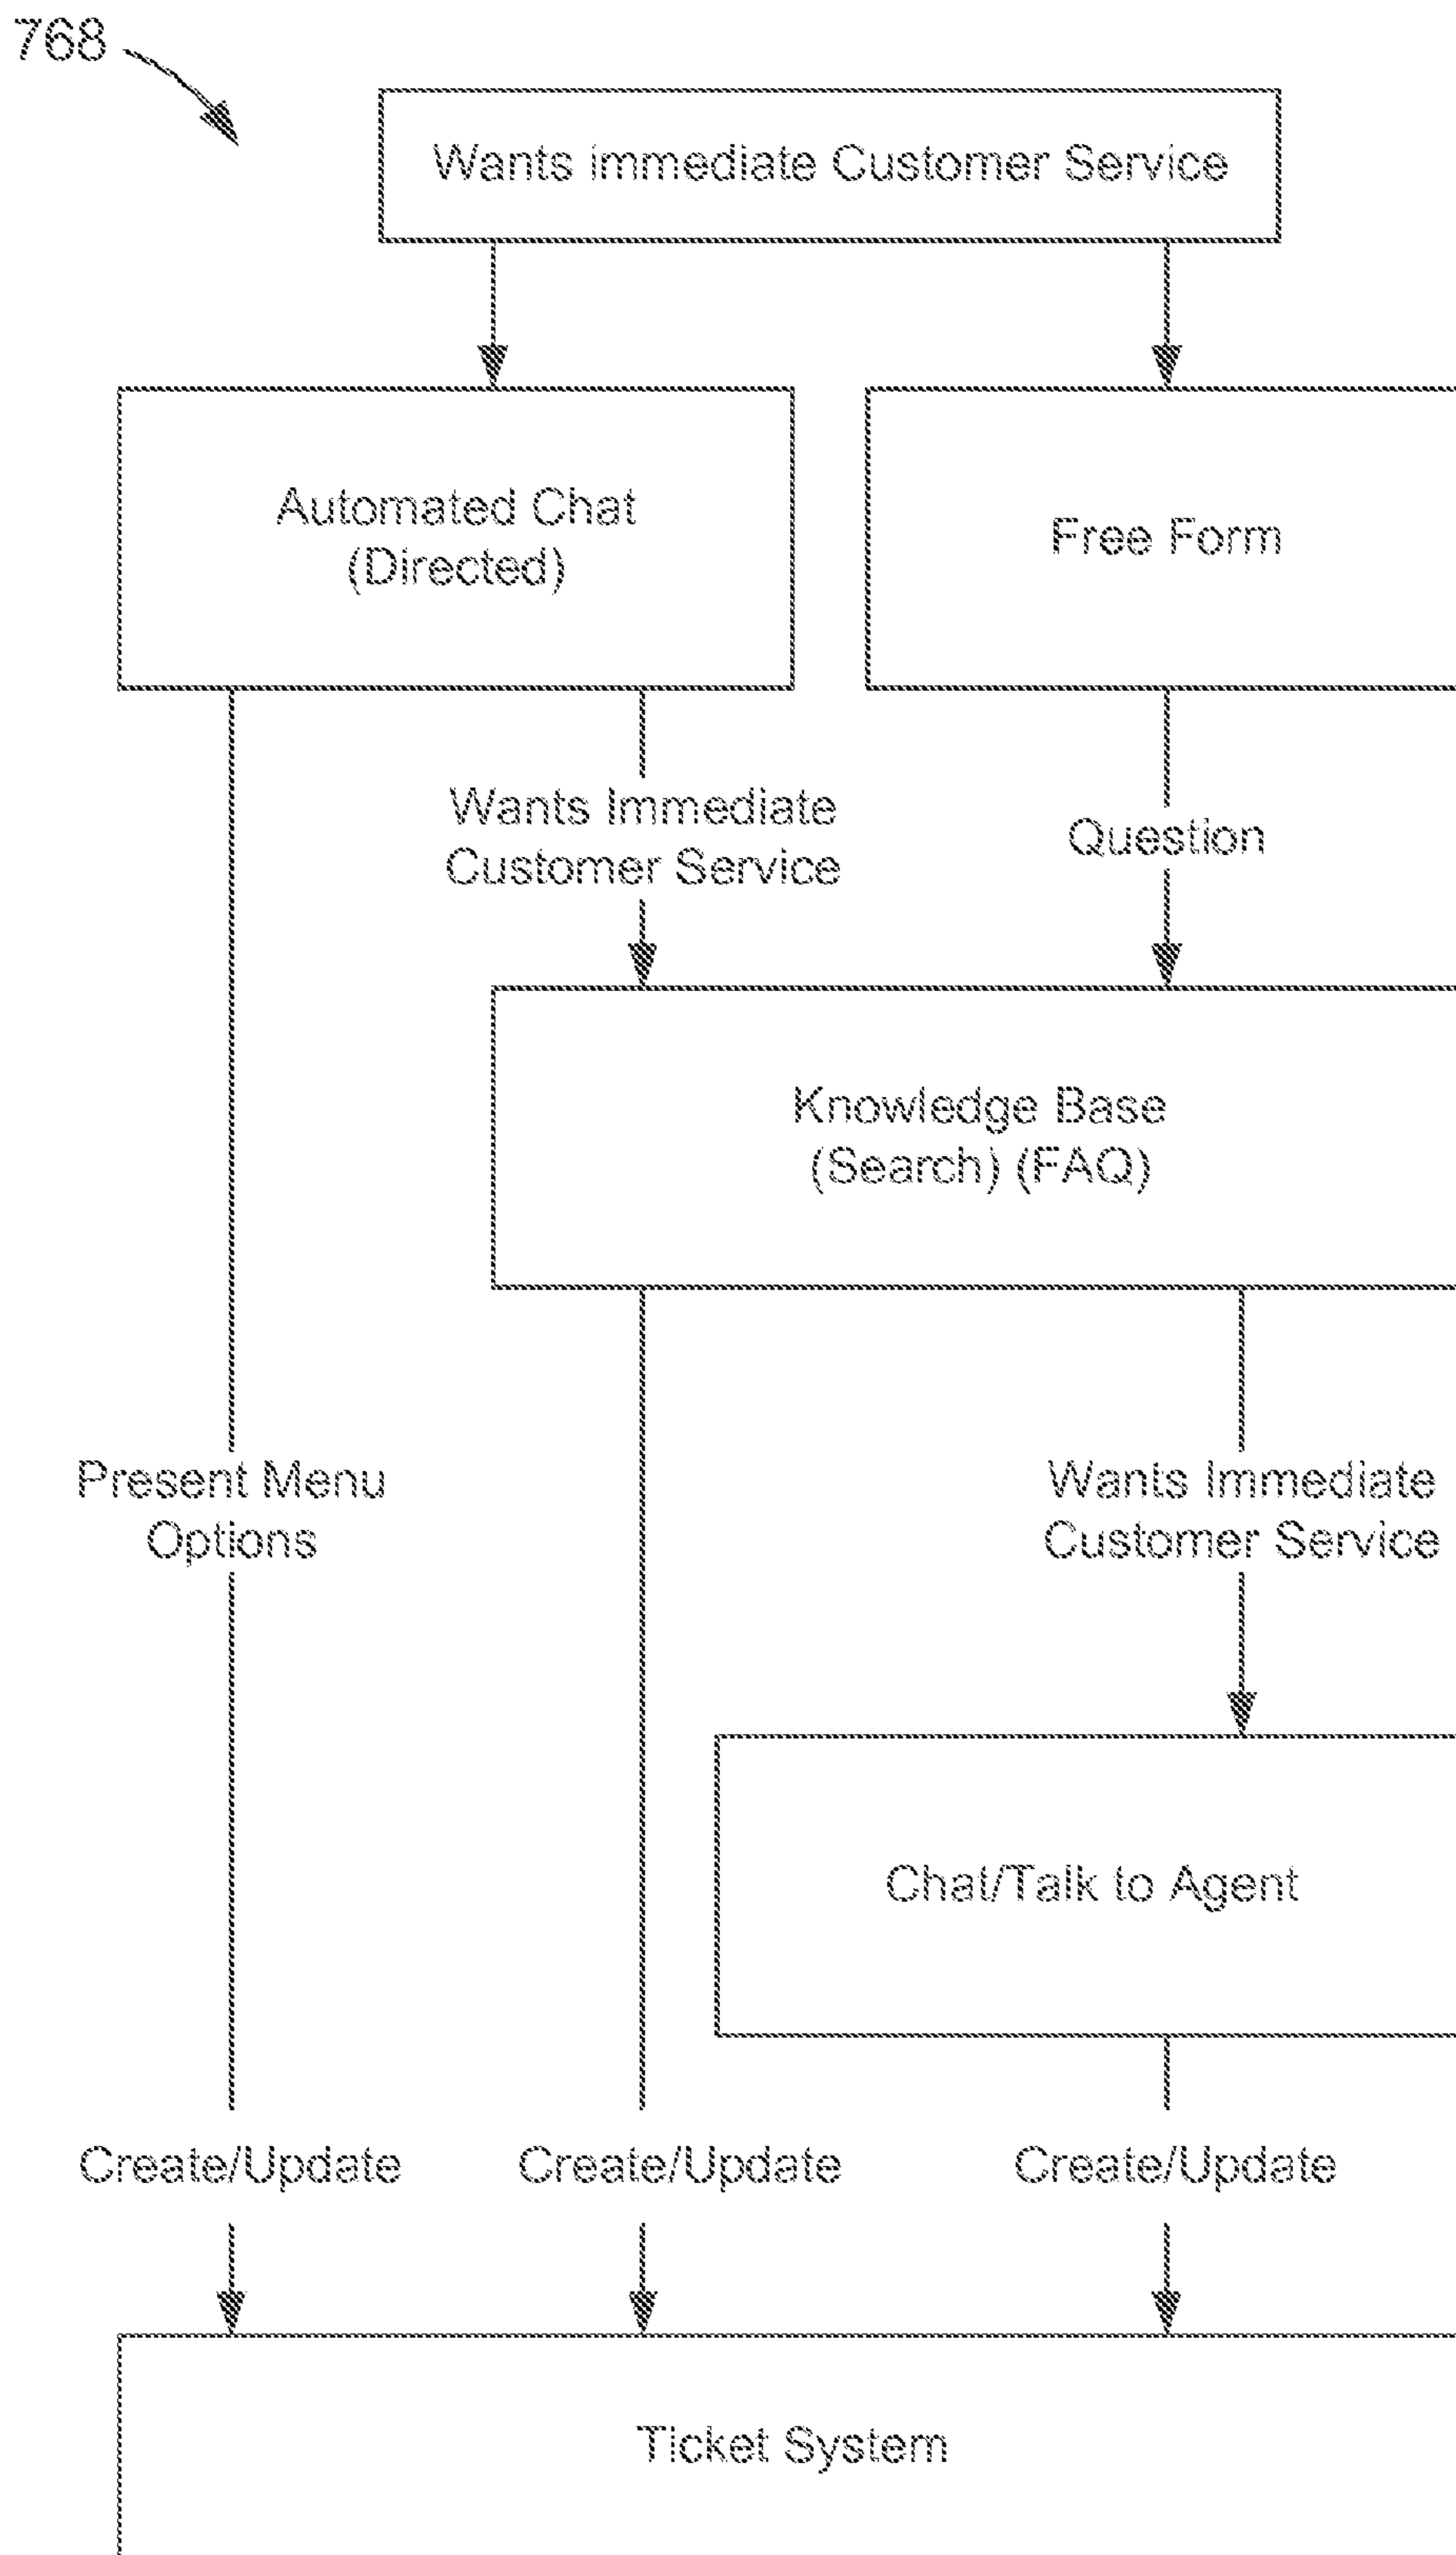 768
Wants immediate Customer Service
Automated Chat
(Directed)
Free Form
Wants Immediate
Customer Service
Question
Knowledge Base
(Search) (FAQ)
Present Menu
Options
Wants Immediate
Customer Service
Chat/Talk to Agent
Create/Update
Create/Update
Create/Update
Ticket System